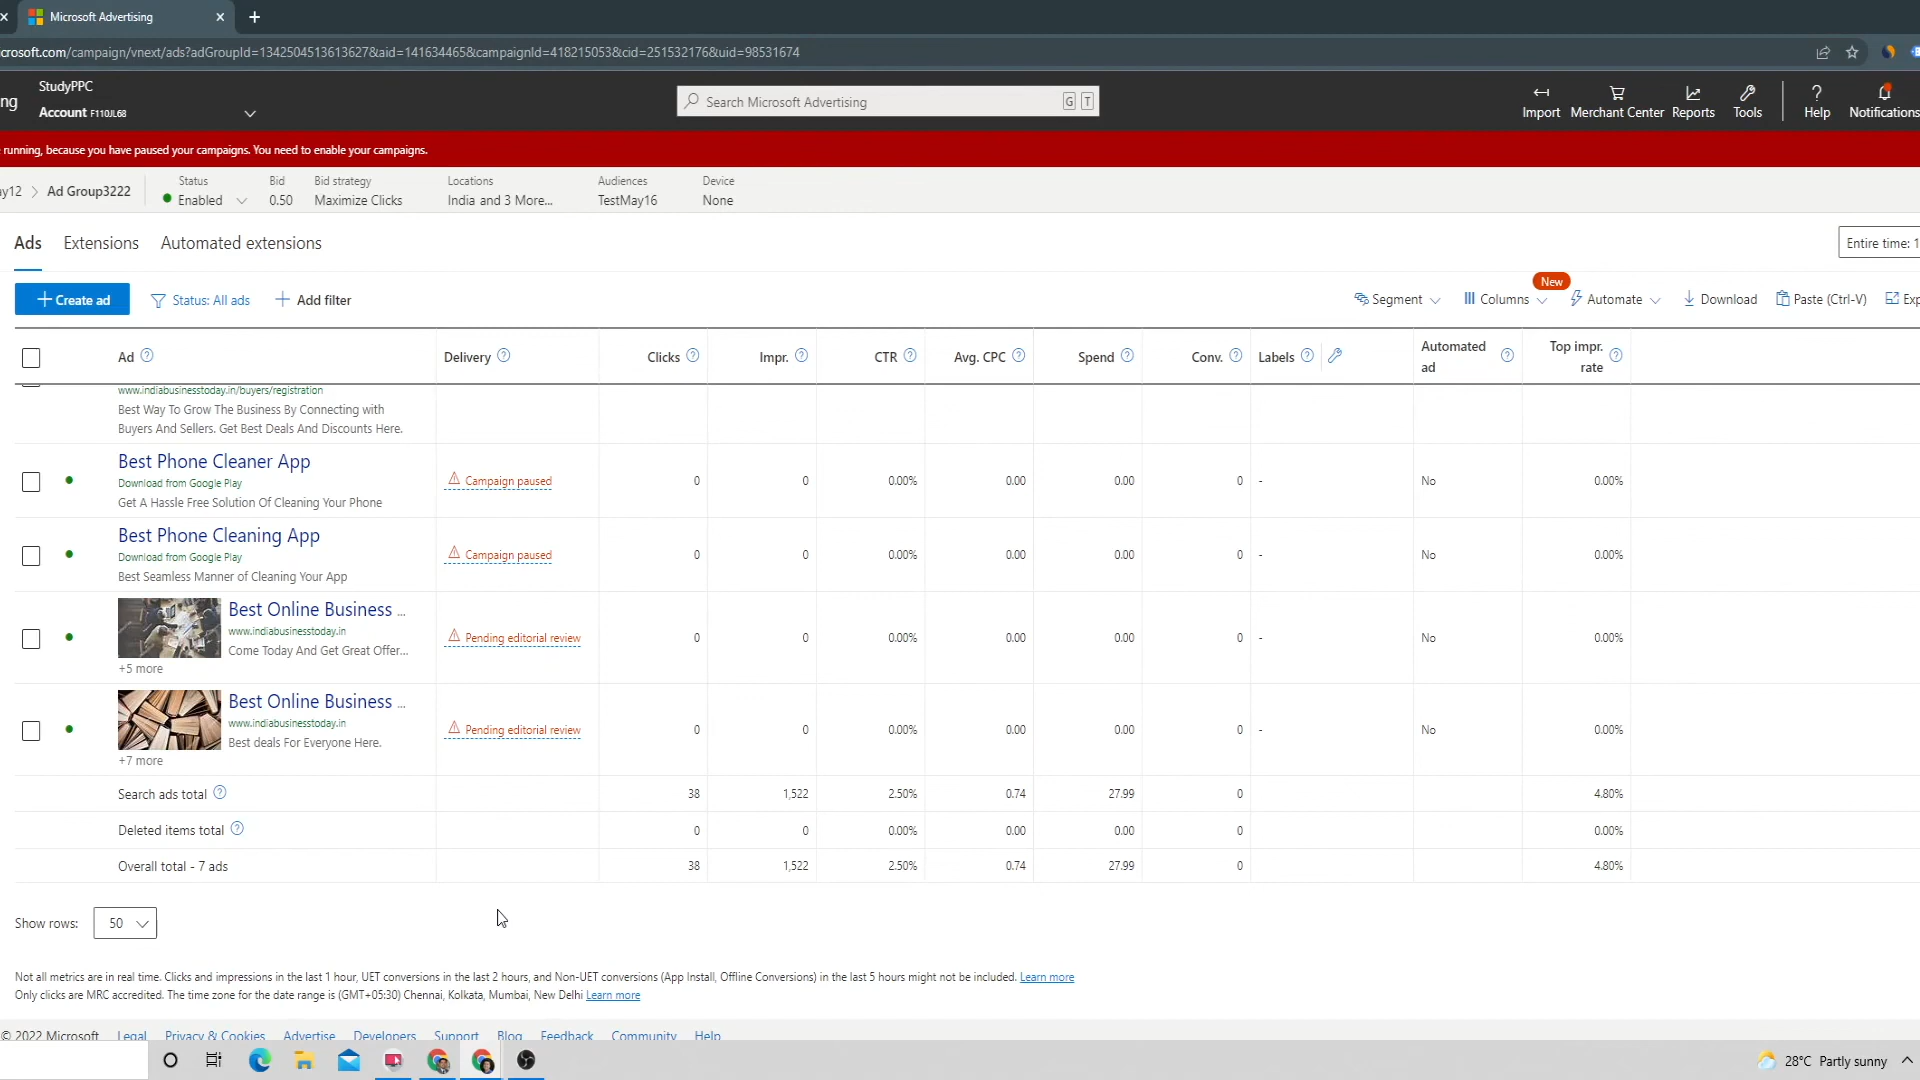 Microsoft Advertising
crosoft.com/campaign/vnext/ads?adGroupId=1342504513613627&aid=141634465&campaignId=418215053&cid=251532176&uid=98531674
ng
StudyPPC
Account F110JL68
Search Microsoft Advertising
G T
Import
Merchant Center
Reports
Tools
Help
Notifications
running, because you have paused your campaigns. You need to enable your campaigns.
ay12 > Ad Group3222
Status
Enabled
Bid
0.50
Bid strategy
Maximize Clicks
Locations
India and 3 More...
Audiences
TestMay16
Device
None
Ads Extensions Automated extensions
Entire time: 1
Create ad
Status: All ads
Add filter
Segment
Columns
New
Automate
Download
Paste (Ctrl-V)
Exp
Ad Delivery Clicks Impr. CTR Avg. CPC Spend Conv. Labels Automated ad Top impr. rate
www.indiabusinesstoday.in/buyers/registration
Best Way To Grow The Business By Connecting with
Buyers And Sellers. Get Best Deals And Discounts Here.
Best Phone Cleaner App
Download from Google Play
Get A Hassle Free Solution Of Cleaning Your Phone
Campaign paused 0 0 0.00% 0.00 0.00 0 - No 0.00%
Best Phone Cleaning App
Download from Google Play
Best Seamless Manner of Cleaning Your App
Campaign paused 0 0 0.00% 0.00 0.00 0 - No 0.00%
Best Online Business ...
www.indiabusinesstoday.in
Come Today And Get Great Offer...
+5 more
Pending editorial review 0 0 0.00% 0.00 0.00 0 - No 0.00%
Best Online Business ...
www.indiabusinesstoday.in
Best deals For Everyone Here.
+7 more
Pending editorial review 0 0 0.00% 0.00 0.00 0 - No 0.00%
Search ads total 38 1,522 2.50% 0.74 27.99 0 4.80%
Deleted items total 0 0 0.00% 0.00 0.00 0 0.00%
Overall total - 7 ads 38 1,522 2.50% 0.74 27.99 0 4.80%
Show rows: 50
Not all metrics are in real time. Clicks and impressions in the last 1 hour, UET conversions in the last 2 hours, and Non-UET conversions (App Install, Offline Conversions) in the last 5 hours might not be included. Learn more
Only clicks are MRC accredited. The time zone for the date range is (GMT+05:30) Chennai, Kolkata, Mumbai, New Delhi Learn more
© 2022 Microsoft Legal Privacy & Cookies Advertise Developers Support Blog Feedback Community Help
28°C Partly sunny